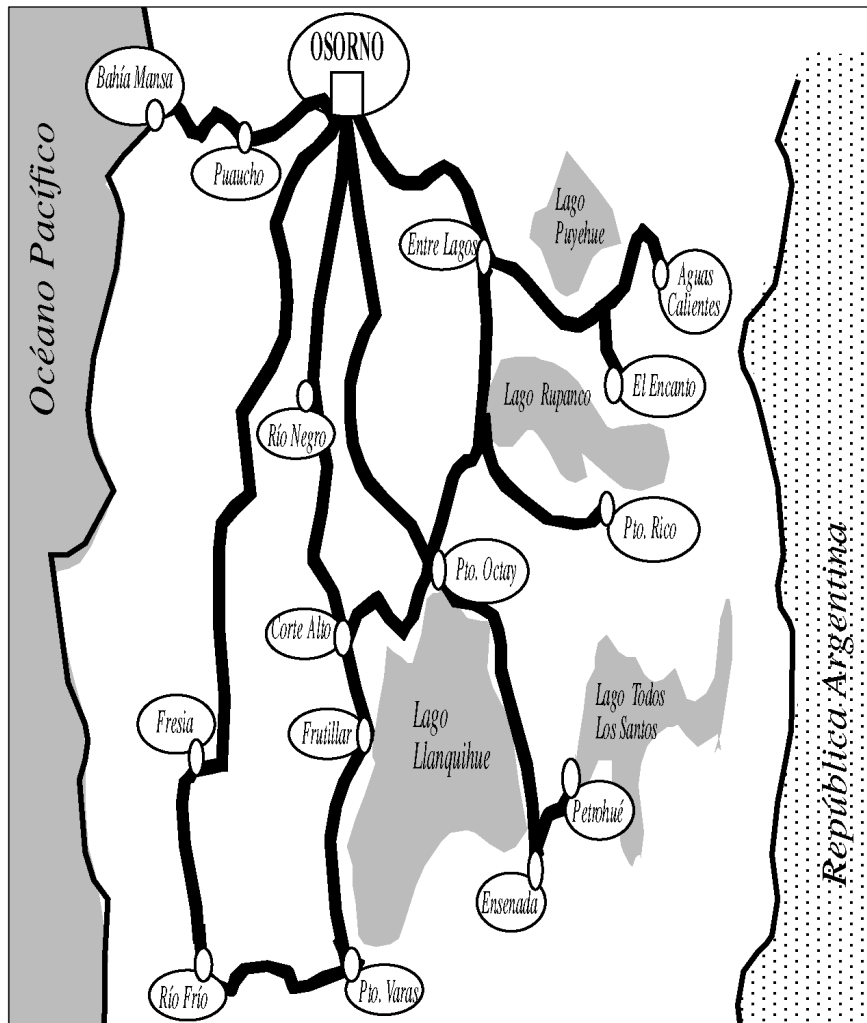 OSORNO
Bahía Mansa
Puaucho
Océano Pacífico
Lago
Puyehue
Entre Lagos
Aguas
Calientes
El Encanto
Lago Rupanco
Río Negro
Pto. Rico
Pto. Octay
Corte Alto
Fresia
Frutillar
Lago
Llanquihue
Lago Todos
Los Santos
Petrohué
Ensenada
República Argentina
Río Frío
Pto. Varas